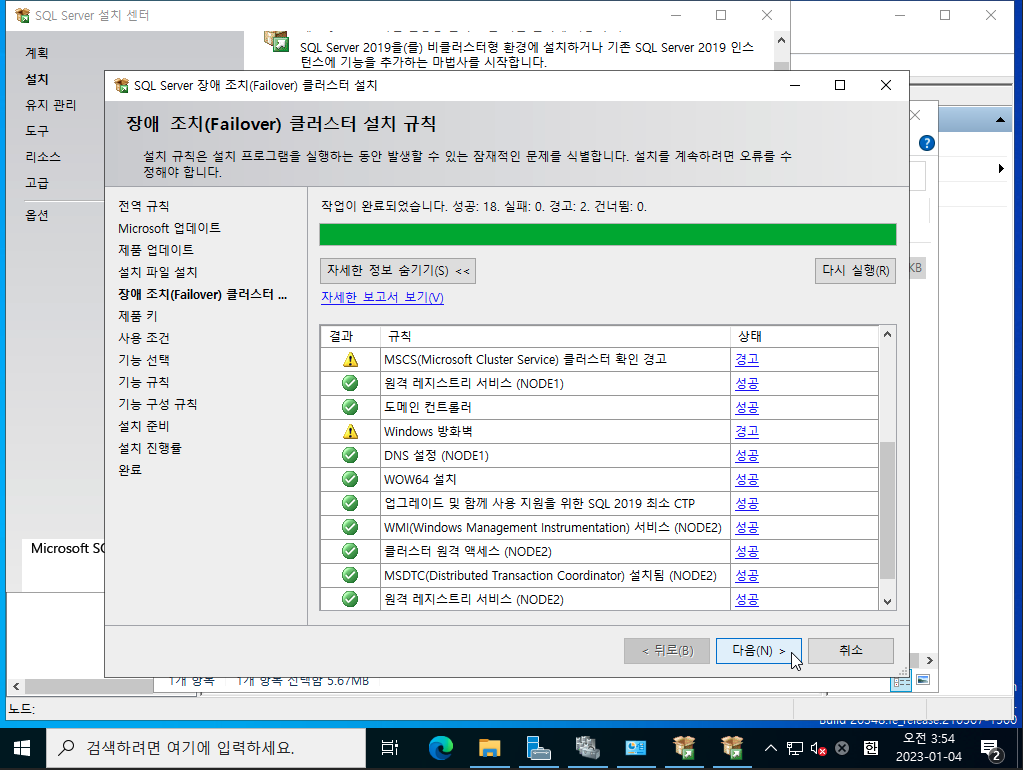 SQL Server 설치 센터
계획
설치
유지 관리
도구
리소스
고급
옵션
SQL Server 2019을(를) 비클러스터형 환경에 설치하거나 기존 SQL Server 2019 인스
턴스에 기능을 추가하는 마법사를 시작합니다.
SQL Server 장애 조치(Failover) 클러스터 설치
장애 조치(Failover) 클러스터 설치 규칙
설치 규칙은 설치 프로그램을 실행하는 동안 발생할 수 있는 잠재적인 문제를 식별합니다. 설치를 계속하려면 오류를 수
정해야 합니다.
전역 규칙
Microsoft 업데이트
제품 업데이트
설치 파일 설치
장애 조치(Failover) 클러스터 ...
제품 키
사용 조건
기능 선택
기능 규칙
기능 구성 규칙
설치 준비
설치 진행률
완료
작업이 완료되었습니다. 성공: 18. 실패: 0. 경고: 2. 건너뜀: 0.
자세한 정보 숨기기(S) <<
다시 실행(R)
자세한 보고서 보기(V)
결과 규칙 상태
MSCS(Microsoft Cluster Service) 클러스터 확인 경고 경고
원격 레지스트리 서비스 (NODE1) 성공
도메인 컨트롤러 성공
Windows 방화벽 경고
DNS 설정 (NODE1) 성공
WOW64 설치 성공
업그레이드 및 함께 사용 지원을 위한 SQL 2019 최소 CTP 성공
WMI(Windows Management Instrumentation) 서비스 (NODE2) 성공
클러스터 원격 액세스 (NODE2) 성공
MSDTC(Distributed Transaction Coordinator) 설치됨 (NODE2) 성공
원격 레지스트리 서비스 (NODE2) 성공
< 뒤로(B) 다음(N) > 취소
KB
Microsoft SQ
1개 항목 1개 항목 선택함 5.67MB
노드:
검색하려면 여기에 입력하세요.
한
오전 3:54
2023-01-04
2